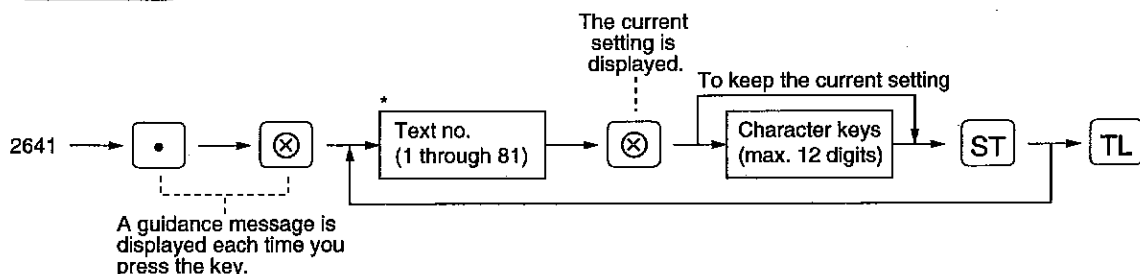 The current
setting is
displayed.
To keep the current setting
*
2641
•
⊗
Text no.
(1 through 81)
⊗
Character keys
(max. 12 digits)
ST
TL
A guidance message is
displayed each time you
press the key.